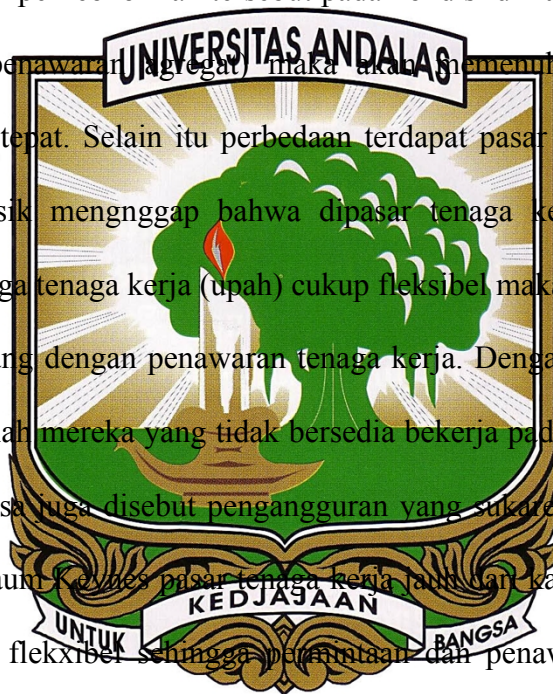 pada
UNIVERSITAS ANDALAS
penawaran agregat) maka akan memenuh
tepat. Selain itu perbedaan terdapat pasar
sik mengnggap bahwa dipasar tenaga ke
ga tenaga kerja (upah) cukup fleksibel maka
ng dengan penawaran tenaga kerja. Denga
ah mereka yang tidak bersedia bekerja pad
sa juga disebut pengangguran yang sukare
aum Keynes pasar tenaga kerja jauh dari ka
KEDJAJAAN
UNTUK BANGSA
flekxibel sehingga permintaan dan penaw